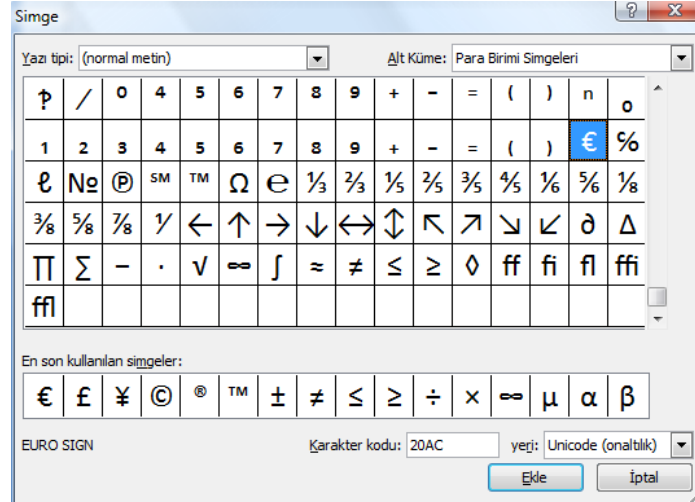 Simge
Yazı tipi: (normal metin) Alt Küme: Para Birimi Simgeleri
‽ ⁄ ⁰ ⁴ ⁵ ⁶ ⁷ ⁸ ⁹ ⁺ ⁻ ⁼ ⁽ ⁾ ⁿ ₀
₁ ₂ ₃ ₄ ₅ ₆ ₇ ₈ ₉ ₊ ₋ ₌ ₍ ₎ € ℅
ℓ № ℗ ℠ ™ Ω ℮ ⅓ ⅔ ⅕ ⅖ ⅗ ⅘ ⅙ ⅚ ⅛
⅜ ⅝ ⅞ ⅟ ← ↑ → ↓ ↔ ↕ ↖ ↗ ↘ ↙ ∂ ∆
∏ ∑ − ∙ √ ∞ ∫ ≈ ≠ ≤ ≥ ◊ ff fi fl ffi
ffl
En son kullanılan simgeler:
€ £ ¥ © ® ™ ± ≠ ≤ ≥ ÷ × ∞ µ α β
EURO SIGN Karakter kodu: 20AC yeri: Unicode (onaltılık)
Ekle İptal